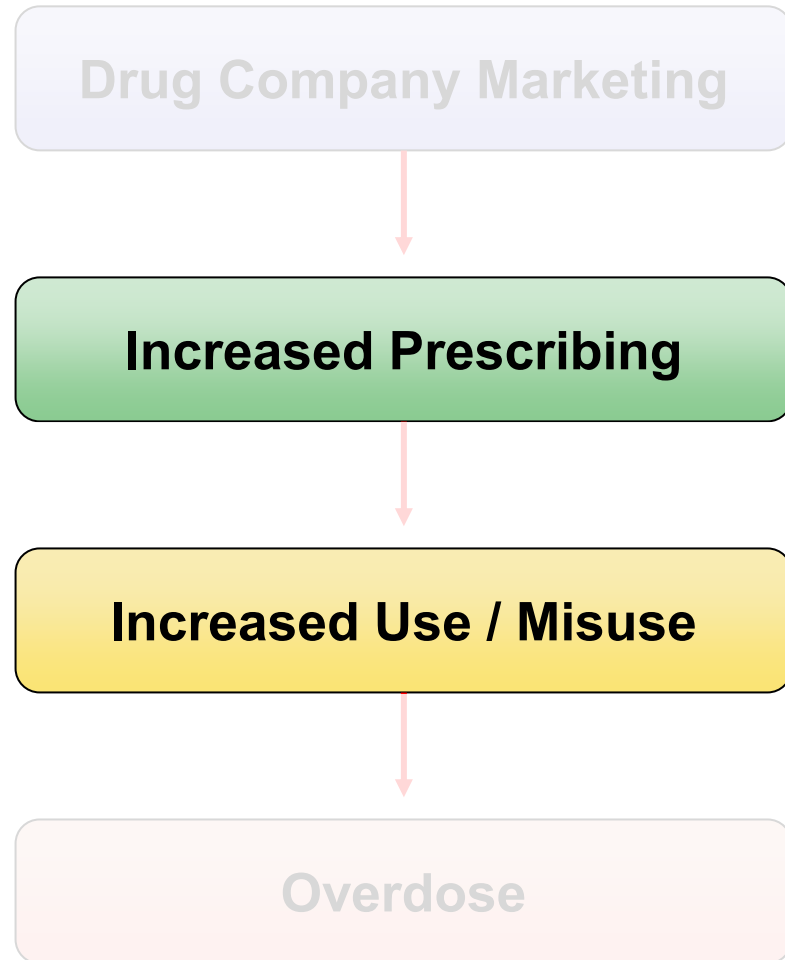 Drug Company Marketing
Increased Prescribing
Increased Use / Misuse
Overdose